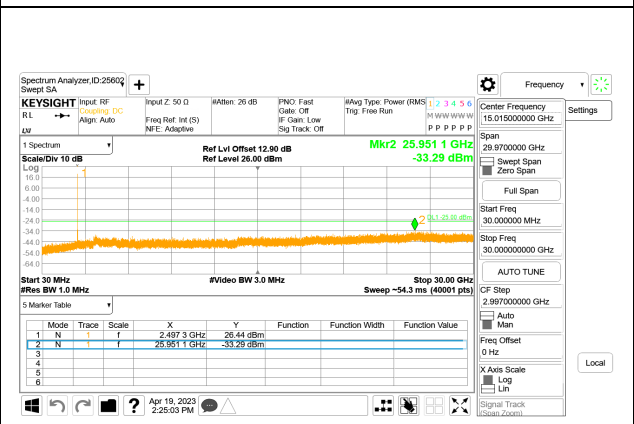 Spectrum Analyzer,ID:25602
Swept SA
+
Frequency
KEYSIGHT
RL
Input: RF
Coupling: DC
Align: Auto
Input Z: 50 Ω
Freq Ref: Int (S)
NFE: Adaptive
#Atten: 26 dB
PNO: Fast
Gate: Off
IF Gain: Low
Sig Track: Off
#Avg Type: Power (RMS
Trig: Free Run
1 2 3 4 5 6
M W W W W W
P P P P P P
Settings
Center Frequency
15.015000000 GHz
Span
29.9700000 GHz
Swept Span
Zero Span
Full Span
Start Freq
30.000000 MHz
Stop Freq
30.000000000 GHz
AUTO TUNE
CF Step
2.997000000 GHz
Auto
Man
Freq Offset
0 Hz
X Axis Scale
Log
Lin
Signal Track
(Span Zoom)
Local
1 Spectrum
Scale/Div 10 dB
Ref Lvl Offset 12.90 dB
Ref Level 26.00 dBm
Mkr2 25.951 1 GHz
-33.29 dBm
Log
16.0
6.00
-4.00
-14.0
-24.0
-34.0
-44.0
-54.0
-64.0
2
DL1 -28.00 dBm
Start 30 MHz
#Res BW 1.0 MHz
#Video BW 3.0 MHz
Stop 30.00 GHz
Sweep ~54.3 ms (40001 pts)
5 Marker Table
Mode Trace Scale X Y Function Function Width Function Value
1 N 1 f 2.497 3 GHz 26.44 dBm
2 N 1 f 25.951 1 GHz -33.29 dBm
3
4
5
6
?
Apr 19, 2023
2:25:03 PM